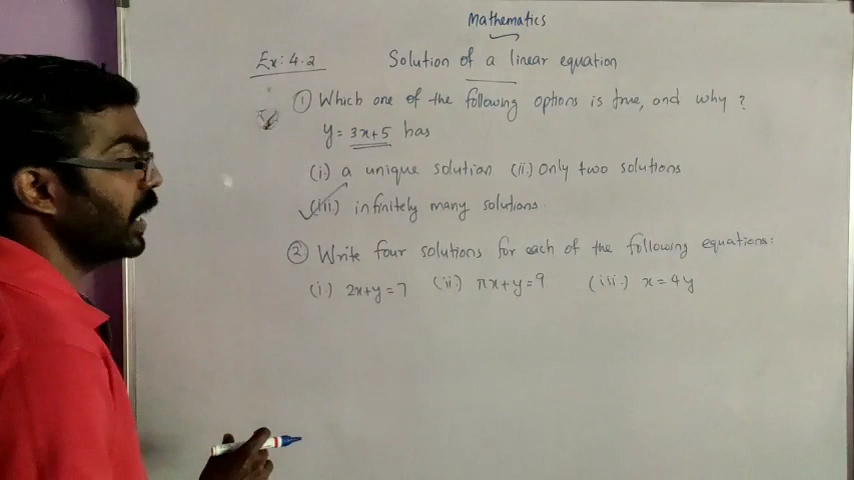 Mathematics
Ex: 4.2 Solution of a linear equation
① Which one of the following options is true, and why ?
y = 3x+5 has
(i.) a unique solution (ii.) Only two solutions
(iii.) infinitely many solutions.
② Write four solutions for each of the following equations:
(i.) 2x+y=7 (ii.) πx+y=9 (iii.) x=4y